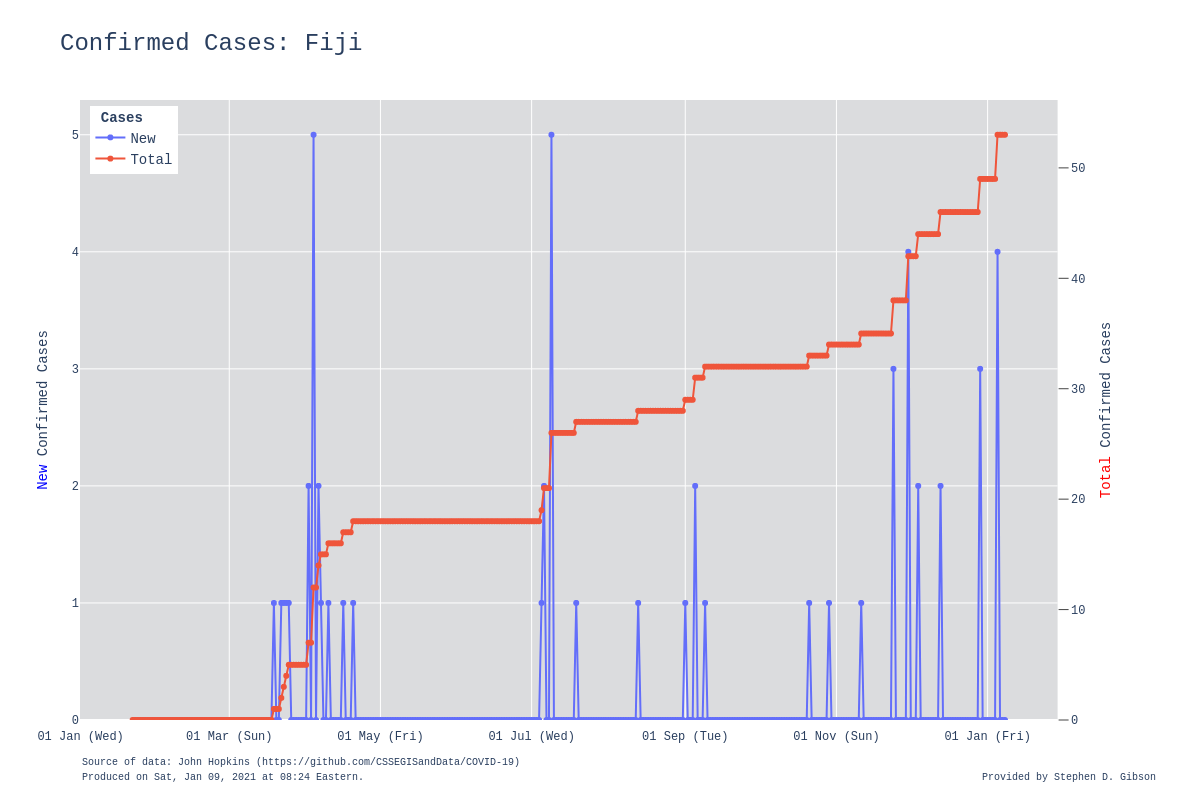 Confirmed Cases: Fiji
Cases
New
Total
5
4
3
2
1
0
50
40
30
20
10
0
New Confirmed Cases
Total Confirmed Cases
01 Jan (Wed) 01 Mar (Sun) 01 May (Fri) 01 Jul (Wed) 01 Sep (Tue) 01 Nov (Sun) 01 Jan (Fri)
Source of data: John Hopkins (https://github.com/CSSEGISandData/COVID-19)
Produced on Sat, Jan 09, 2021 at 08:24 Eastern.
Provided by Stephen D. Gibson